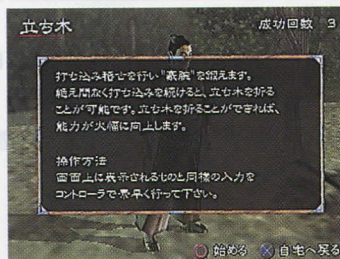 立ち木
成功回数 3
打ち込み稽古を行い"豪腕"を鍛えます。
絶え間なく打ち込みを続けると、立ち木を折る
ことが可能です。立ち木を折ることができれば、
能力が大幅に向上します。
操作方法
画面上に表示されるものと同様の入力を
コントローラで素早く行って下さい。
始める
自宅へ戻る